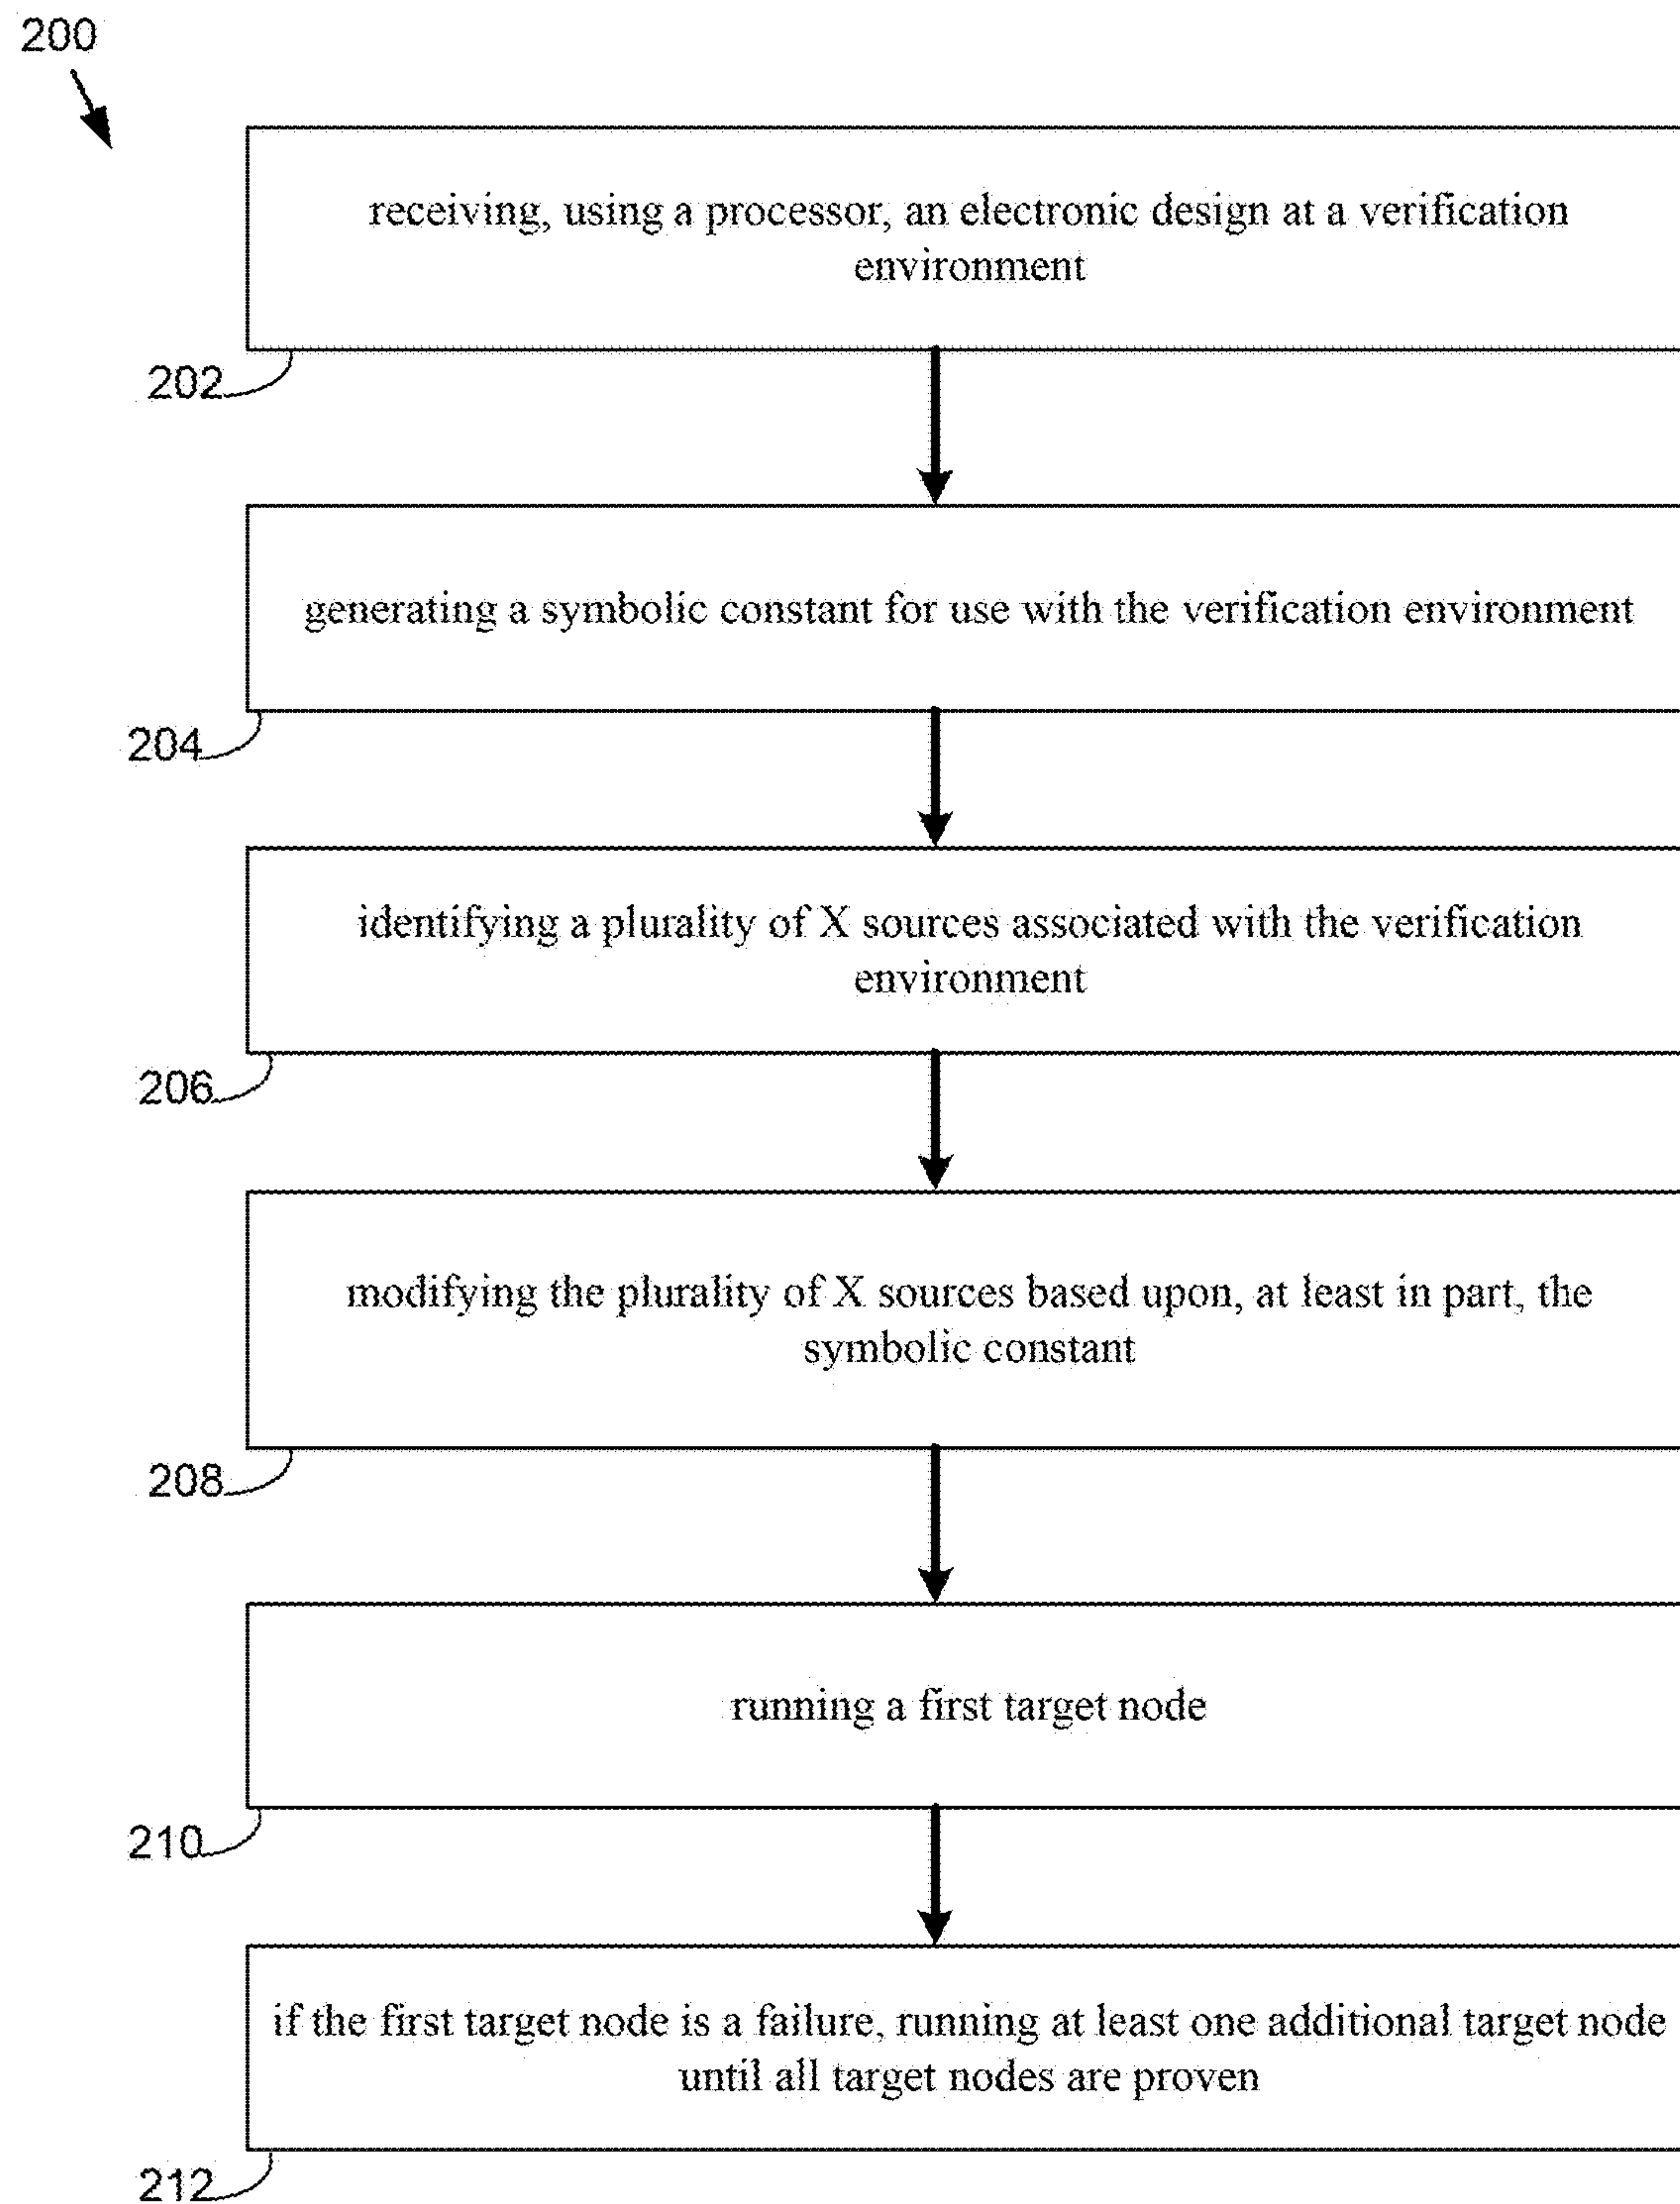 200
receiving, using a processor, an electronic design at a verification
environment
202
generating a symbolic constant for use with the verification environment
204
identifying a plurality of X sources associated with the verification
environment
206
modifying the plurality of X sources based upon, at least in part, the
symbolic constant
208
running a first target node
210
if the first target node is a failure, running at least one additional target node
until all target nodes are proven
212